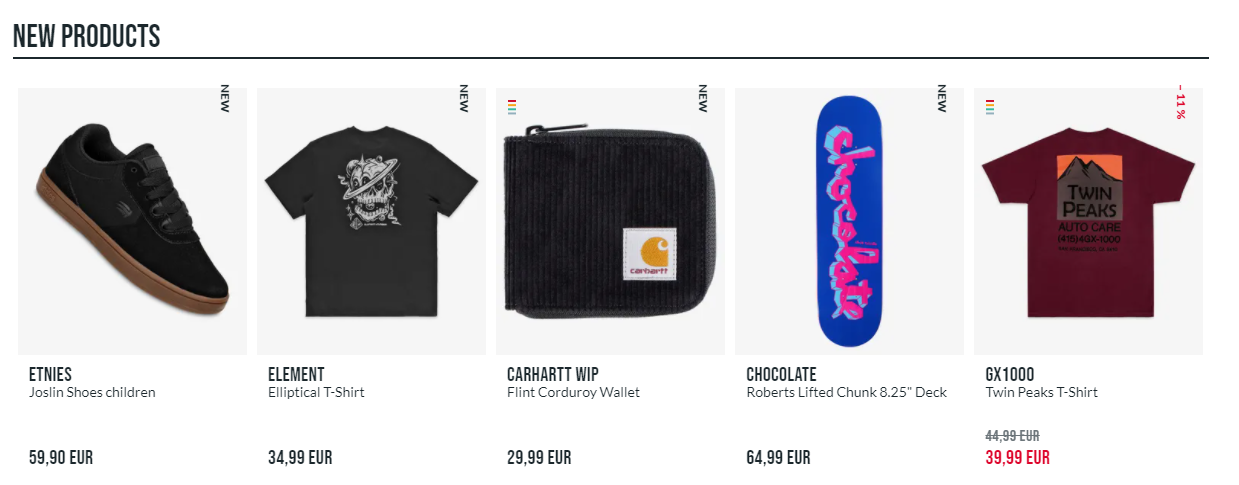 NEW PRODUCTS
NEW
NEW
NEW
NEW
- 11 %
carhartt
chocolate
TWIN
PEAKS
AUTO CARE
(415)4GX-1000
ETNIES
Joslin Shoes children
59,90 EUR
ELEMENT
Elliptical T-Shirt
34,99 EUR
CARHARTT WIP
Flint Corduroy Wallet
29,99 EUR
CHOCOLATE
Roberts Lifted Chunk 8.25" Deck
64,99 EUR
GX1000
Twin Peaks T-Shirt
44,99 EUR
39,99 EUR